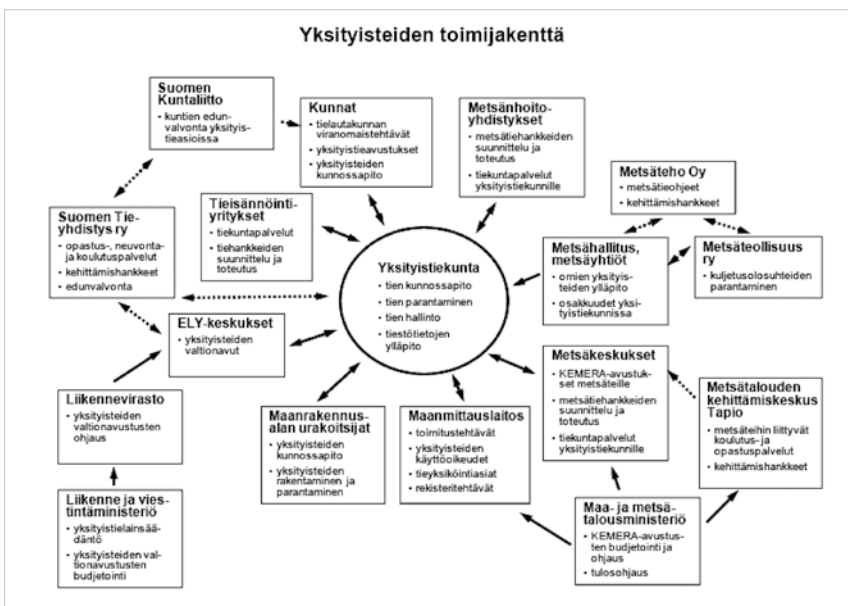 Yksityisteiden toimijakenttä
Suomen
Kuntaliitto
• kuntien edun-
valvonta yksityis-
tieasioissa
Kunnat
• tielautakunnan
viranomaistehtävät
• yksityistieavustukset
• yksityisteiden
kunnossapito
Metsänhoito-
yhdistykset
• metsätiehankkeiden
suunnittelu ja
toteutus
• tiekuntapalvelut
yksityistiekunnille
Metsäteho Oy
• metsätieohjeet
• kehittämishankkeet
Suomen Tie-
yhdistys ry
• opastus-, neuvonta-
ja koulutuspalvelut
• kehittämishankkeet
• edunvalvonta
Tieisännöinti-
yritykset
• tiekuntapalvelut
• tiehankkeiden
suunnittelu ja
toteutus
Yksityistiekunta
• tien kunnossapito
• tien parantaminen
• tien hallinto
• tiestötietojen
ylläpito
Metsähallitus,
metsäyhtiöt
• omien yksityis-
teiden ylläpito
• osakkuudet yksi-
tyistiekunnissa
Metsäteollisuus
ry
• kuljetusolosuhteiden
parantaminen
ELY-keskukset
• yksityisteiden
valtionavut
Liikennevirasto
• yksityisteiden
valtionavustusten
ohjaus
Maanrakennus-
alan urakoitsijat
• yksityisteiden
kunnossapito
• yksityisteiden
rakentaminen ja
parantaminen
Maanmittauslaitos
• toimitustehtävät
• yksityisteiden
käyttöoikeudet
• tieyksiköintiasiat
• rekisteritehtävät
Metsäkeskukset
• KEMERA-avustuk-
set metsäteille
• metsätiehankkeiden
suunnittelu ja
toteutus
• tiekuntapalvelut
yksityistiekunnille
Metsätalouden
kehittämiskeskus
Tapio
• metsäteihin liittyvät
koulutus- ja
opastuspalvelut
• kehittämishankkeet
Liikenne ja vies-
tintäministeriö
• yksityistielainsää-
däntö
• yksityisteiden val-
tionavustusten
budjetointi
Maa- ja metsä-
talousministeriö
• KEMERA-avustus-
ten budjetointi ja
ohjaus
• tulosohjaus